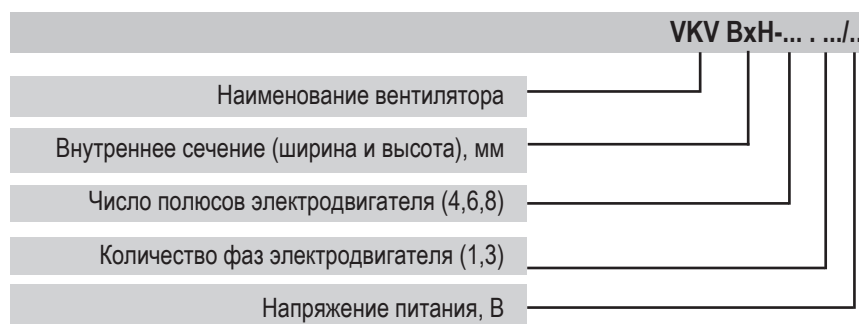 VKV BxH-... . .../..
Наименование вентилятора
Внутреннее сечение (ширина и высота), мм
Число полюсов электродвигателя (4,6,8)
Количество фаз электродвигателя (1,3)
Напряжение питания, В